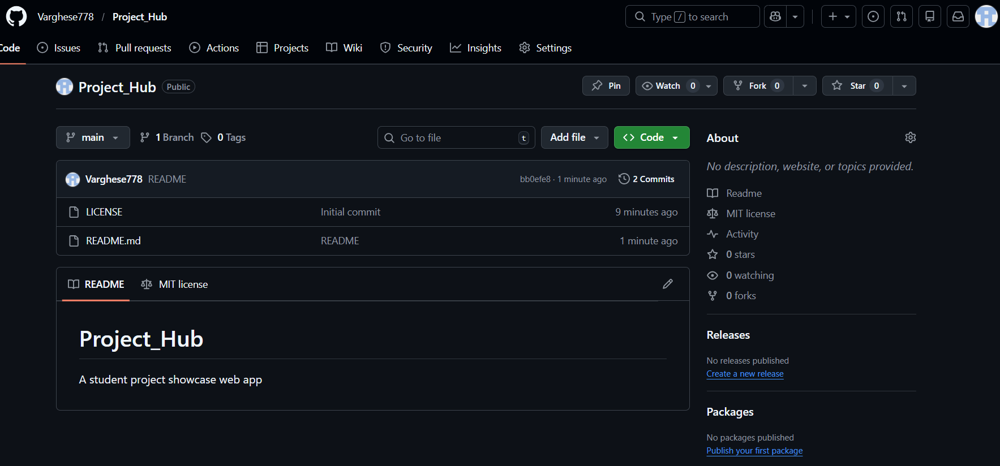 Varghese778 / Project_Hub
Type / to search
Code Issues Pull requests Actions Projects Wiki Security Insights Settings
Project_Hub Public
Pin Watch 0 Fork 0 Star 0
main 1 Branch 0 Tags
Go to file t Add file Code
Varghese778 README bb0efe8 · 1 minute ago 2 Commits
LICENSE Initial commit 9 minutes ago
README.md README 1 minute ago
README MIT license
Project_Hub
A student project showcase web app
About
No description, website, or topics provided.
Readme
MIT license
Activity
0 stars
0 watching
0 forks
Releases
No releases published
Create a new release
Packages
No packages published
Publish your first package